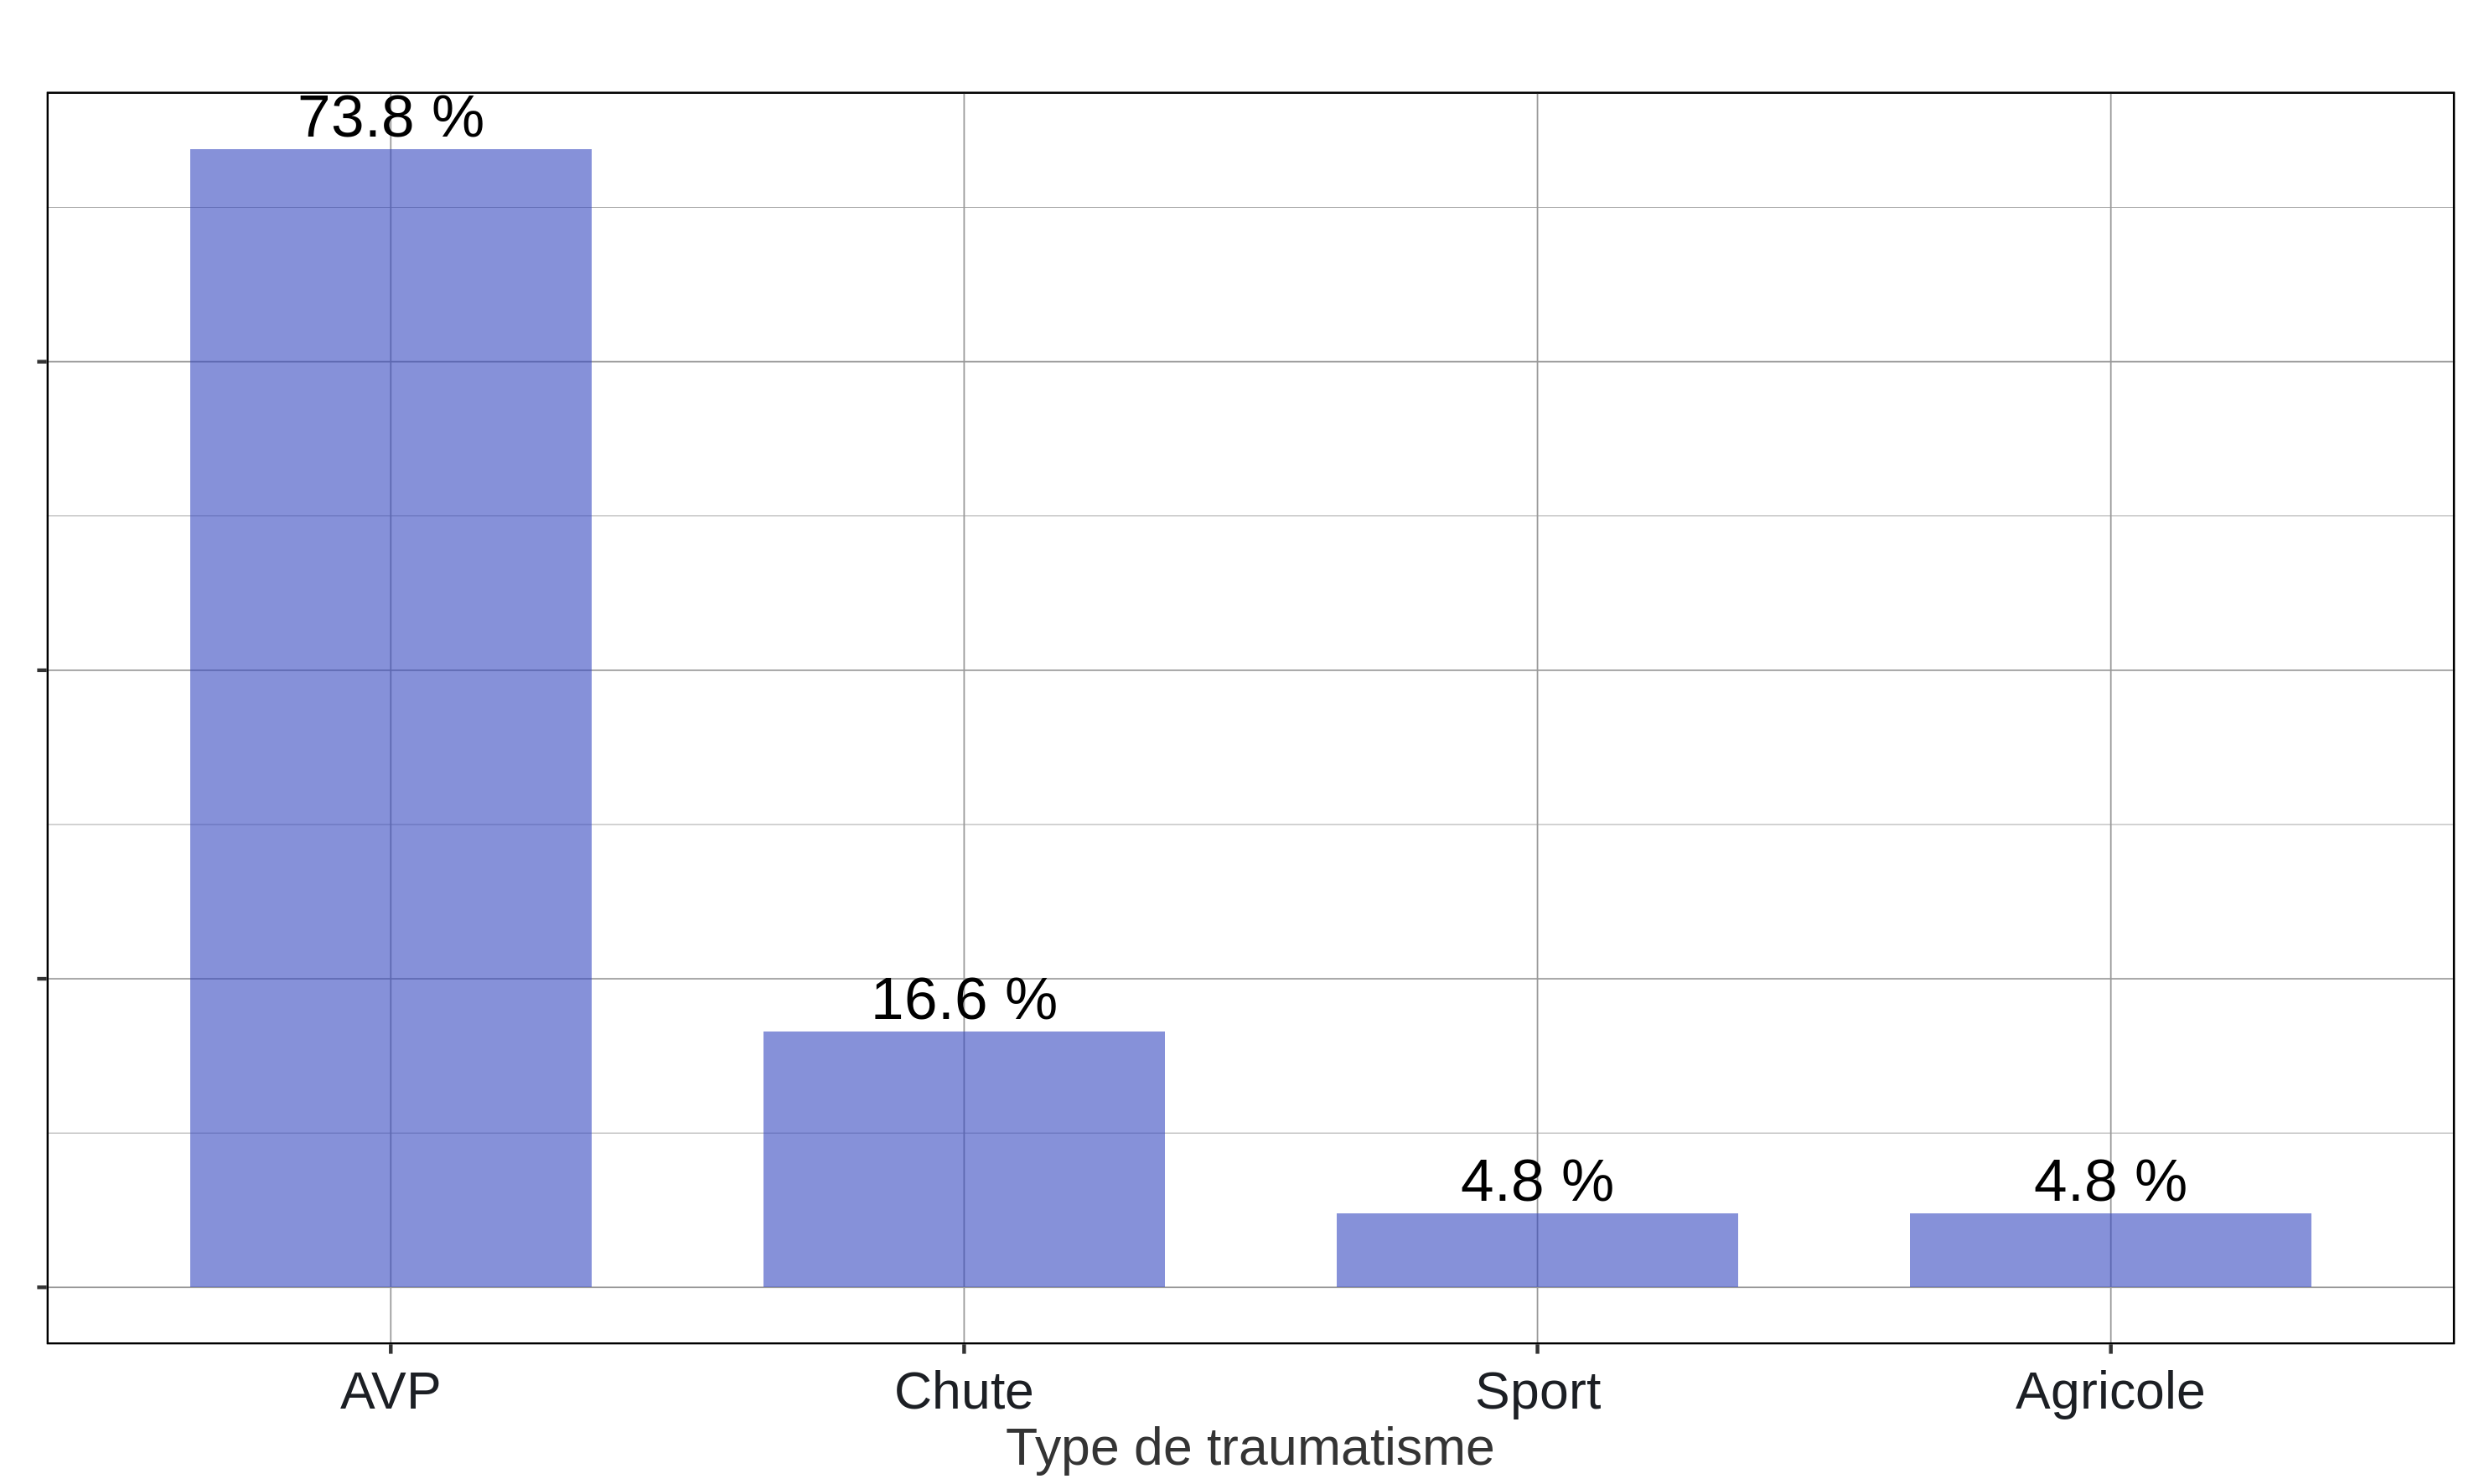 73.8 %
16.6 %
4.8 %
4.8 %
AVP
Chute
Sport
Agricole
Type de traumatisme